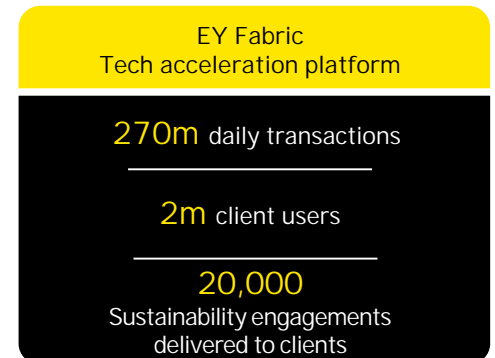 EY Fabric
Tech acceleration platform
270m daily transactions
2m client users
20,000
Sustainability engagements
delivered to clients